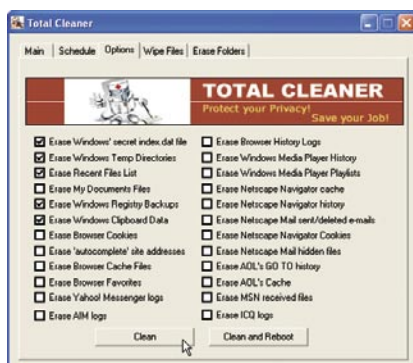 Total Cleaner
Main Schedule Options Wipe Files Erase Folders
TOTAL CLEANER
Protect your Privacy!
Save your Job!
Erase Windows' secret index.dat file
Erase Windows Temp Directories
Erase Recent Files List
Erase My Documents Files
Erase Windows Registry Backups
Erase Windows Clipboard Data
Erase Browser Cookies
Erase 'autocomplete' site addresses
Erase Browser Cache Files
Erase Browser Favorites
Erase Yahoo! Messenger logs
Erase AIM logs
Erase Browser History Logs
Erase Windows Media Player History
Erase Windows Media Player Playlists
Erase Netscape Navigator cache
Erase Netscape Navigator history
Erase Netscape Mail sent/deleted e-mails
Erase Netscape Navigator Cookies
Erase Netscape Mail hidden files
Erase AOL's GO TO history
Erase AOL's Cache
Erase MSN received files
Erase ICQ logs
Clean Clean and Reboot